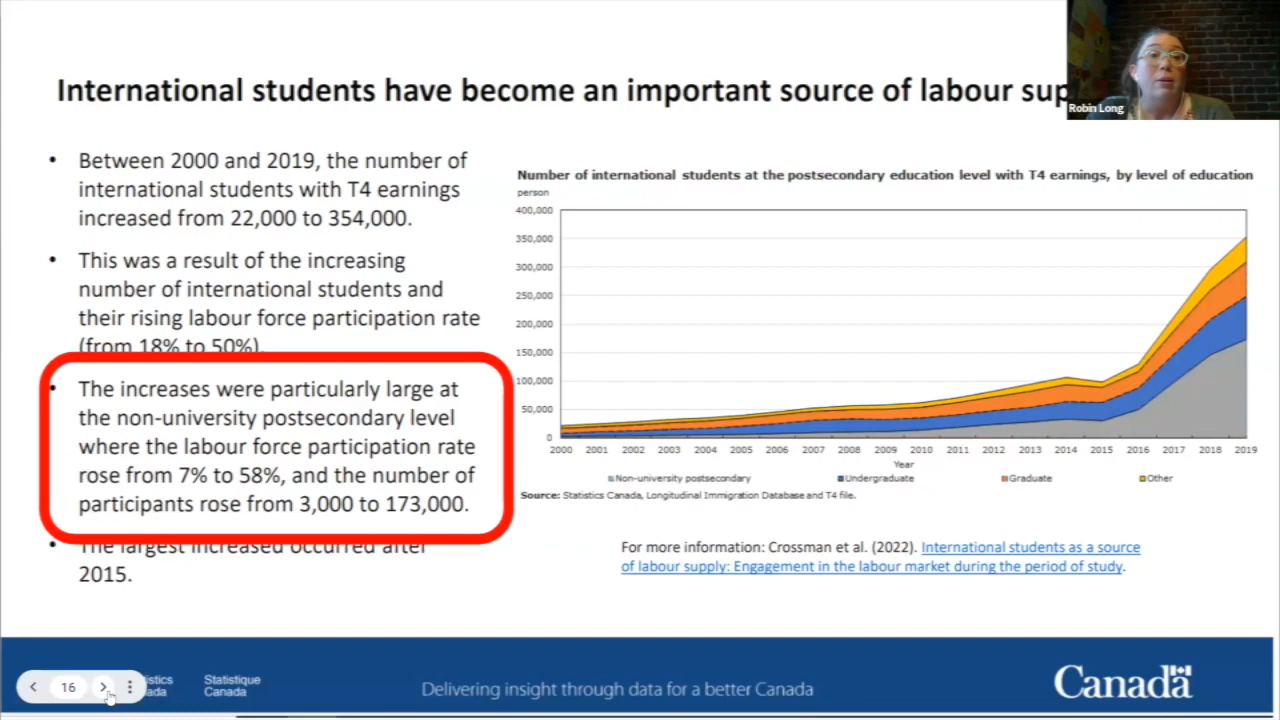 International students have become an important source of labour sup
Robin Long
• Between 2000 and 2019, the number of
international students with T4 earnings
increased from 22,000 to 354,000.
• This was a result of the increasing
number of international students and
their rising labour force participation rate
(from 18% to 50%).
• The increases were particularly large at
the non-university postsecondary level
where the labour force participation rate
rose from 7% to 58%, and the number of
participants rose from 3,000 to 173,000.
• The largest increased occurred after
2015.
Number of international students at the postsecondary education level with T4 earnings, by level of education
person
400,000
350,000
300,000
250,000
200,000
150,000
100,000
50,000
0
2000 2001 2002 2003 2004 2005 2006 2007 2008 2009 2010 2011 2012 2013 2014 2015 2016 2017 2018 2019
Year
Non-university postsecondary Undergraduate Graduate Other
Source: Statistics Canada, Longitudinal Immigration Database and T4 file.
For more information: Crossman et al. (2022). International students as a source
of labour supply: Engagement in the labour market during the period of study.
16
tistics
ada
Statistique
Canada
Delivering insight through data for a better Canada
Canada